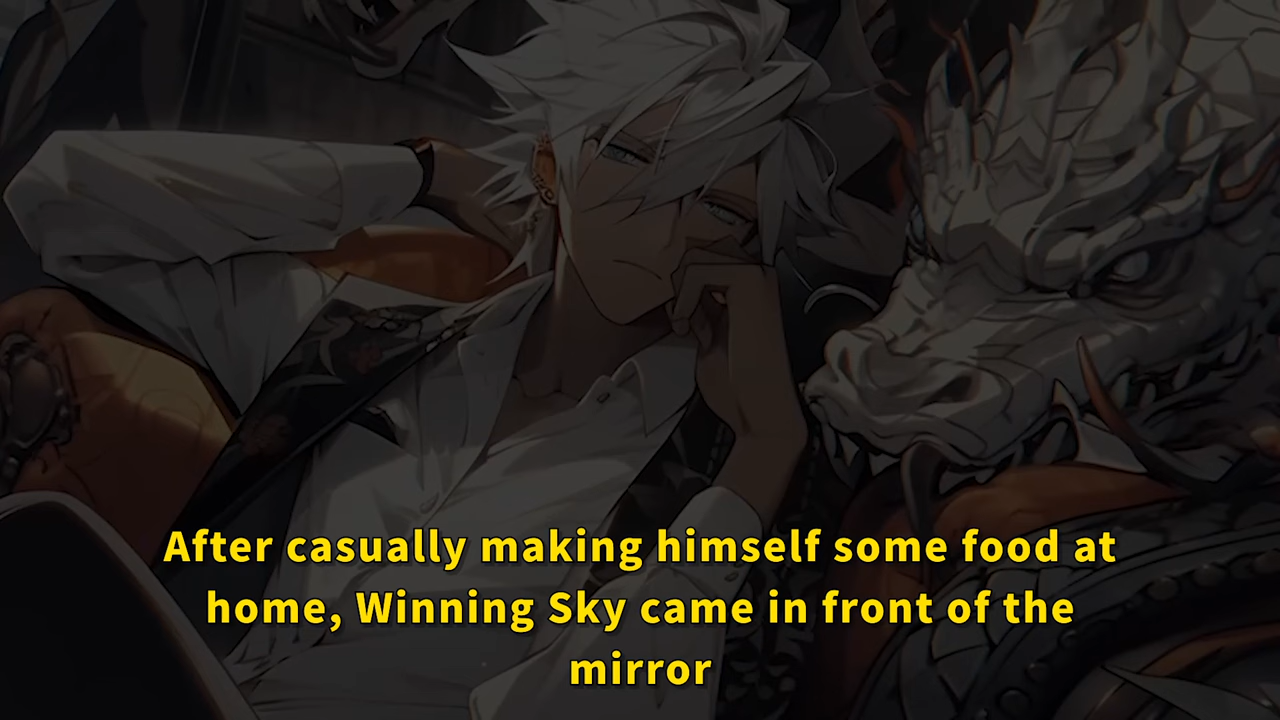 After casually making himself some food at
home, Winning Sky came in front of the
mirror